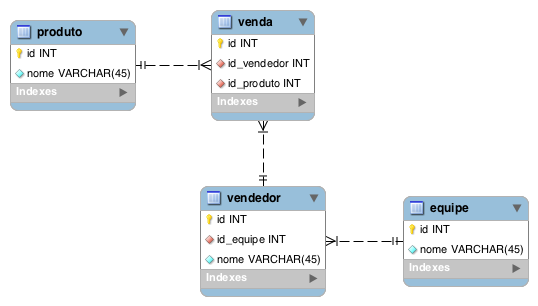 produto
id INT
nome VARCHAR(45)
Indexes
venda
id INT
id_vendedor INT
id_produto INT
Indexes
vendedor
id INT
id_equipe INT
nome VARCHAR(45)
Indexes
equipe
id INT
nome VARCHAR(45)
Indexes